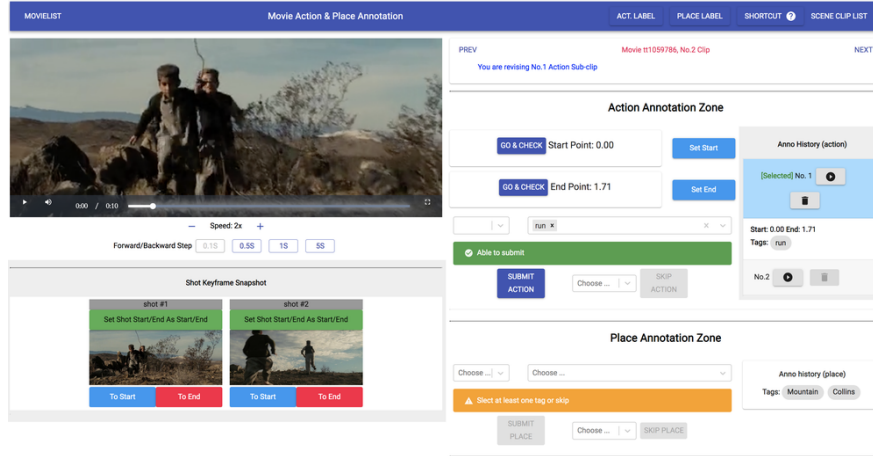 MOVIELIST
Movie Action & Place Annotation
ACT. LABEL
PLACE LABEL
SHORTCUT ?
SCENE CLIP LIST
0:00 / 0:10
Speed: 2x
Forward/Backward Step 0.1S 0.5S 1S 5S
Shot Keyframe Snapshot
shot #1 shot #2
Set Shot Start/End As Start/End Set Shot Start/End As Start/End
To Start To End To Start To End
PREV
Movie tt1059786, No.2 Clip
NEXT
You are revising No.1 Action Sub-clip
Action Annotation Zone
GO & CHECK Start Point: 0.00
Set Start
GO & CHECK End Point: 1.71
Set End
run ×
Able to submit
SUBMIT
ACTION
Choose ...
SKIP
ACTION
Anno History (action)
[Selected] No. 1
Start: 0.00 End: 1.71
Tags: run
No.2
Place Annotation Zone
Choose ... Choose ...
Slect at least one tag or skip
SUBMIT
PLACE
Choose ...
SKIP PLACE
Anno history (place)
Tags: Mountain Collins